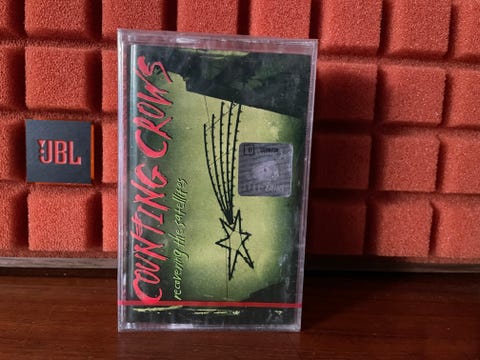 JBL
COUNTING CROWS
recovering the satellites